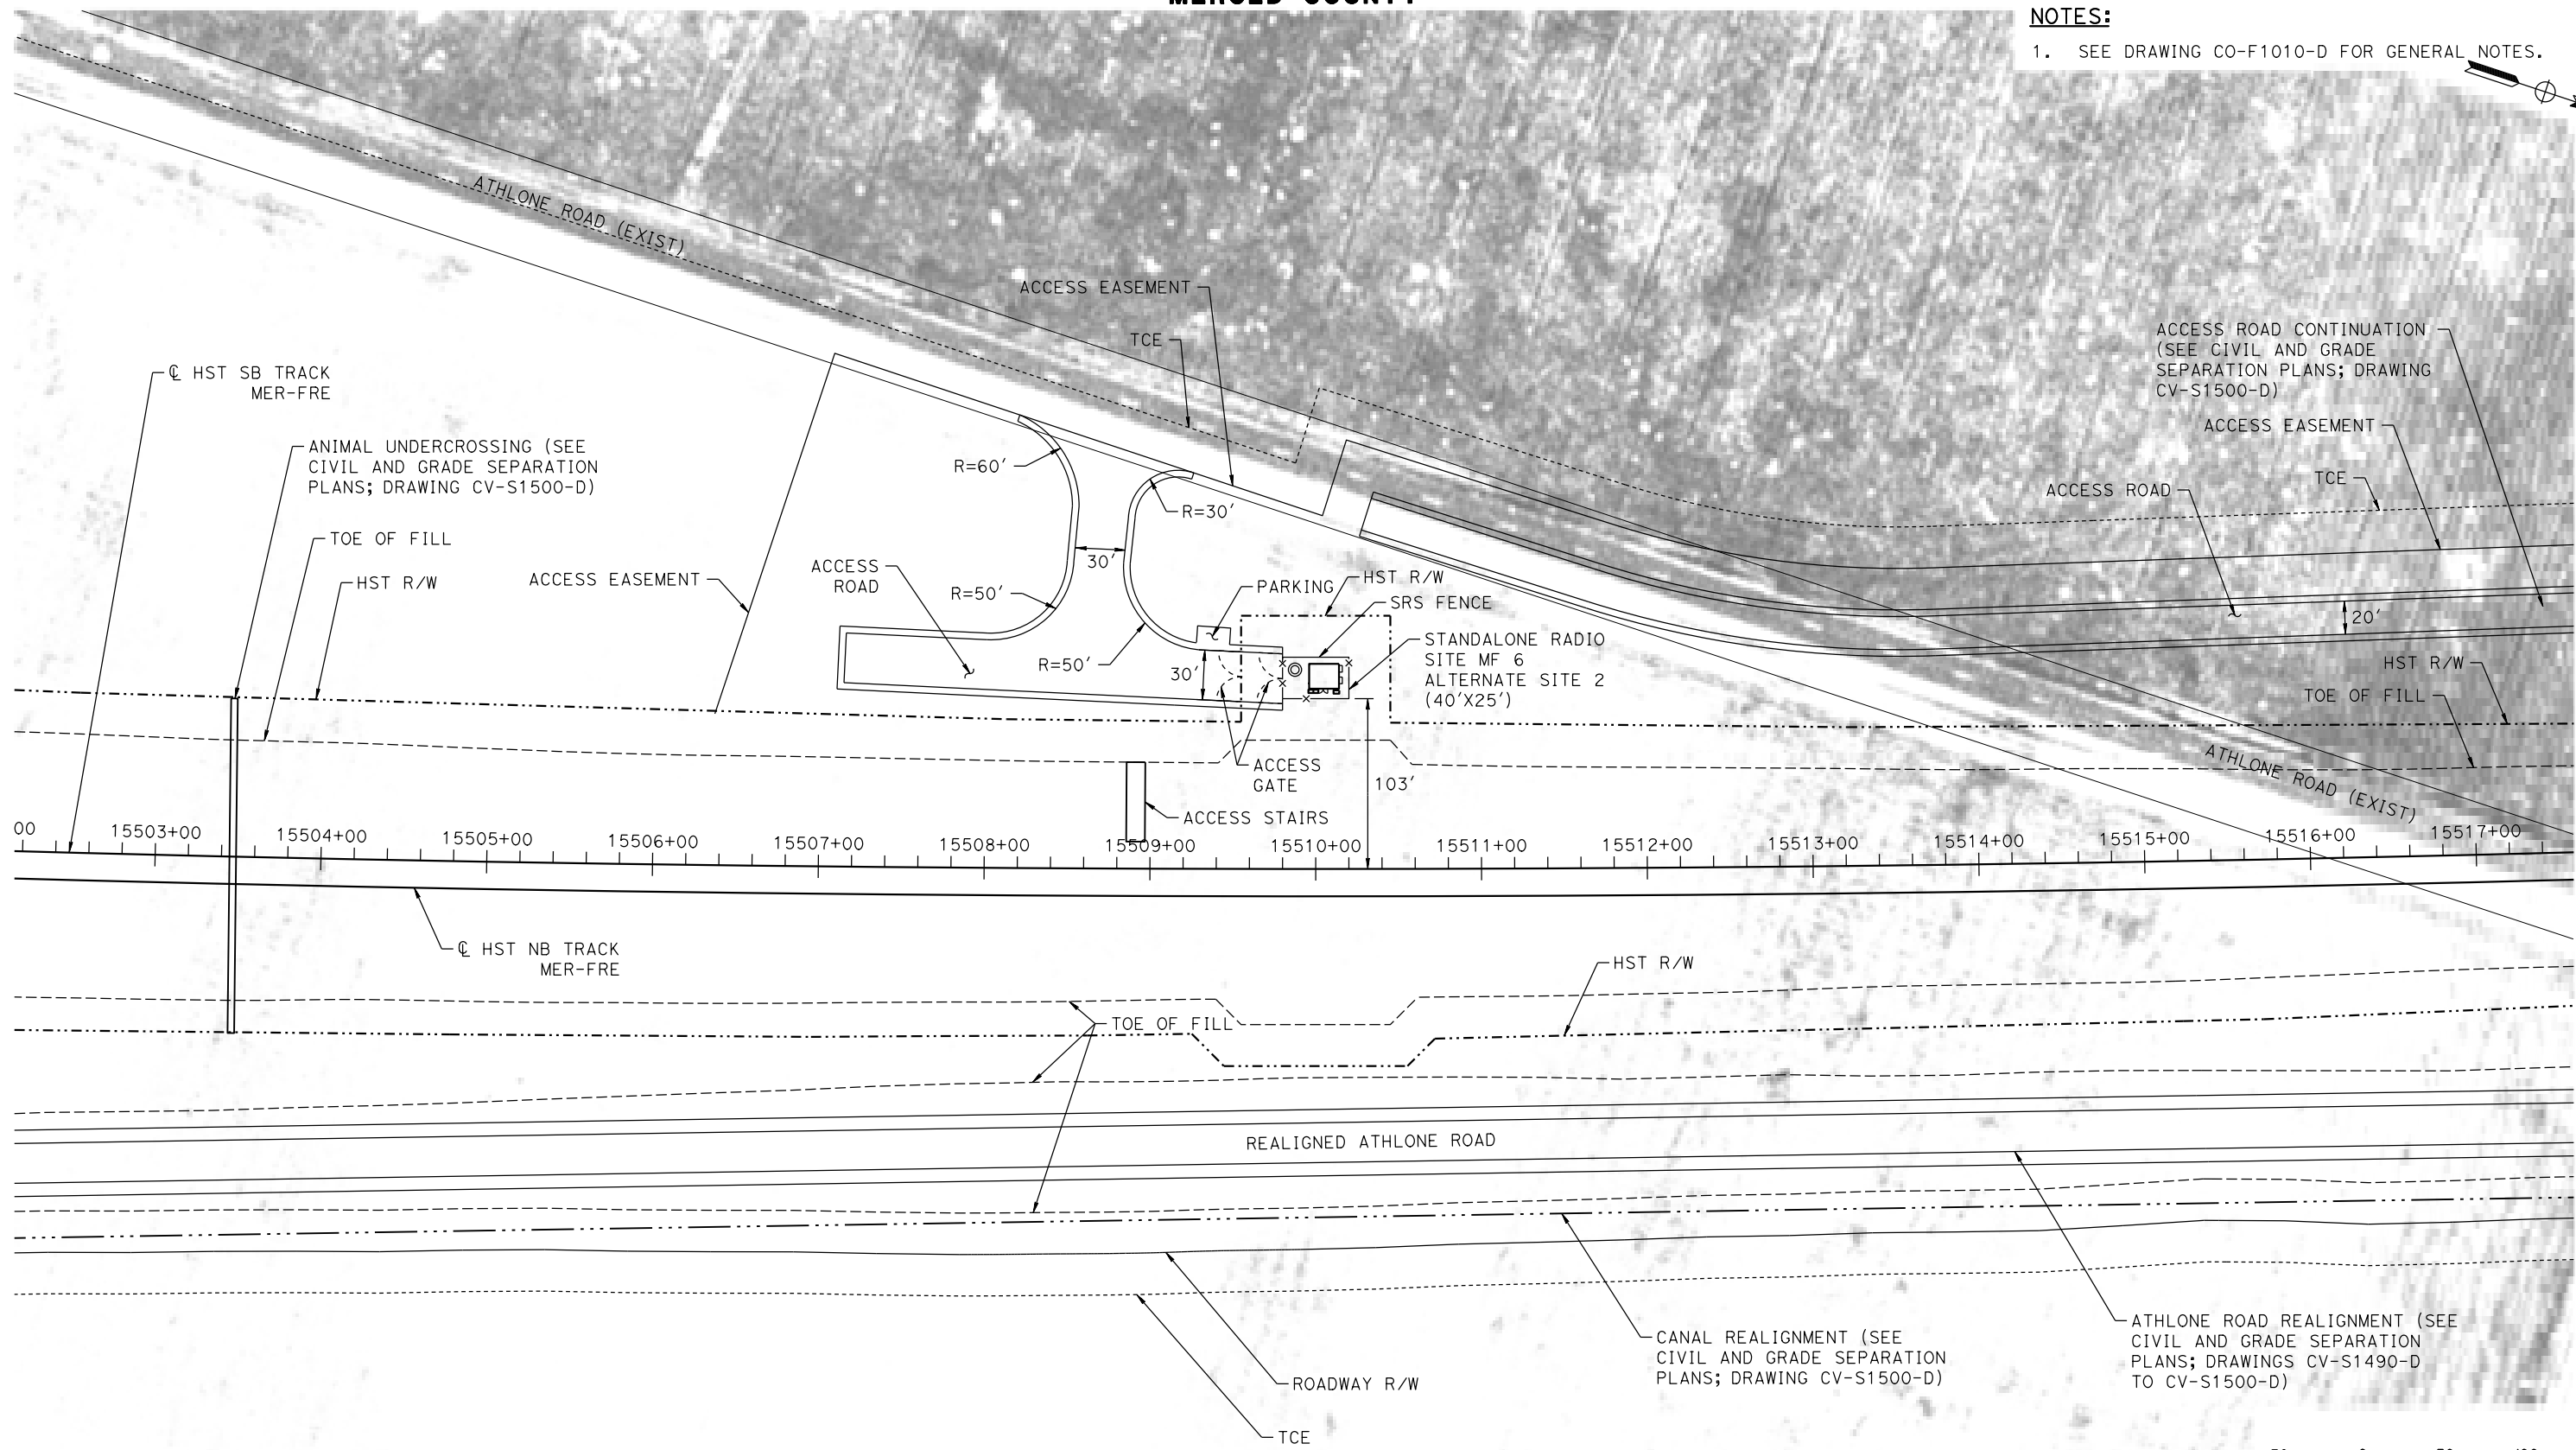 NOTES:
1. SEE DRAWING CO-F1010-D FOR GENERAL NOTES.
ATHLONE ROAD (EXIST)
ACCESS EASEMENT
TCE
ACCESS ROAD CONTINUATION
(SEE CIVIL AND GRADE
SEPARATION PLANS; DRAWING
CV-S1500-D)
ACCESS EASEMENT
TCE
ACCESS ROAD
20'
HST R/W
TOE OF FILL
ATHLONE ROAD (EXIST)
℄ HST SB TRACK
MER-FRE
ANIMAL UNDERCROSSING (SEE
CIVIL AND GRADE SEPARATION
PLANS; DRAWING CV-S1500-D)
TOE OF FILL
HST R/W
ACCESS EASEMENT
ACCESS
ROAD
R=60'
R=30'
30'
R=50'
R=50'
30'
PARKING
HST R/W
SRS FENCE
STANDALONE RADIO
SITE MF 6
ALTERNATE SITE 2
(40'X25')
ACCESS
GATE
103'
ACCESS STAIRS
00
15503+00
15504+00
15505+00
15506+00
15507+00
15508+00
15509+00
15510+00
15511+00
15512+00
15513+00
15514+00
15515+00
15516+00
15517+00
℄ HST NB TRACK
MER-FRE
HST R/W
TOE OF FILL
REALIGNED ATHLONE ROAD
ATHLONE ROAD REALIGNMENT (SEE
CIVIL AND GRADE SEPARATION
PLANS; DRAWINGS CV-S1490-D
TO CV-S1500-D)
CANAL REALIGNMENT (SEE
CIVIL AND GRADE SEPARATION
PLANS; DRAWING CV-S1500-D)
ROADWAY R/W
TCE